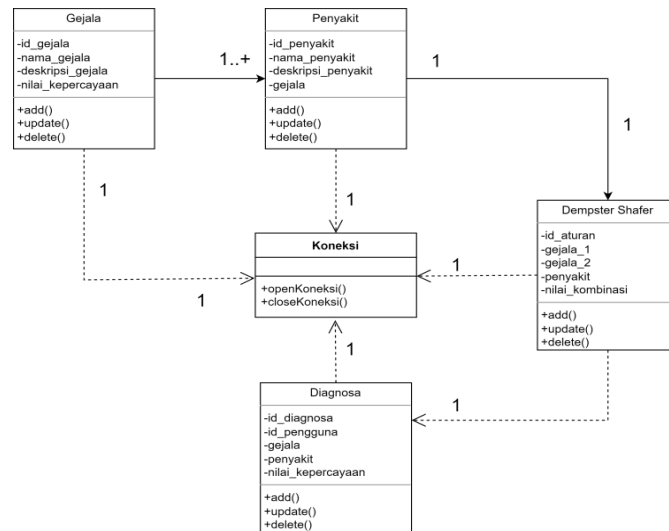 Gejala
-id_gejala
-nama_gejala
-deskripsi_gejala
-nilai_kepercayaan
+add()
+update()
+delete()
1..+
Penyakit
-id_penyakit
-nama_penyakit
-deskripsi_penyakit
-gejala
+add()
+update()
+delete()
1
1
1
1
1
Koneksi
+openKoneksi()
+closeKoneksi()
1
Dempster Shafer
-id_aturan
-gejala_1
-gejala_2
-penyakit
-nilai_kombinasi
+add()
+update()
+delete()
1
1
Diagnosa
-id_diagnosa
-id_pengguna
-gejala
-penyakit
-nilai_kepercayaan
+add()
+update()
+delete()